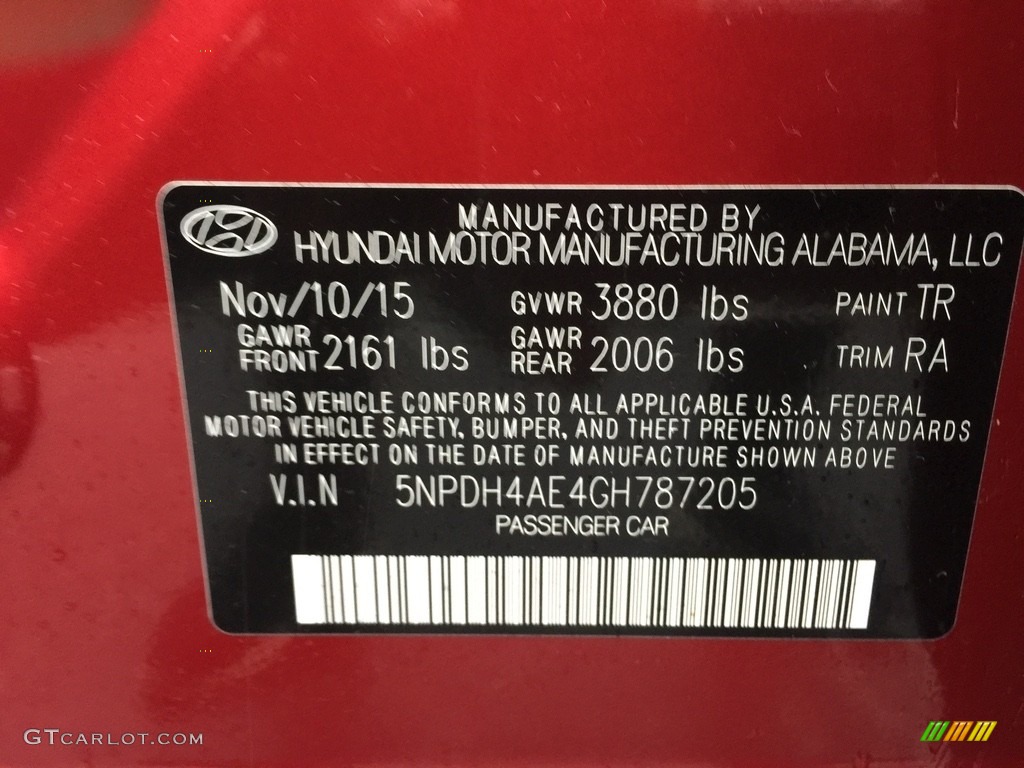 MANUFACTURED BY
HYUNDAI MOTOR MANUFACTURING ALABAMA, LLC
Nov/10/15 GVWR 3880 lbs PAINT TR
GAWR FRONT 2161 lbs GAWR REAR 2006 lbs TRIM RA
THIS VEHICLE CONFORMS TO ALL APPLICABLE U.S.A. FEDERAL
MOTOR VEHICLE SAFETY, BUMPER, AND THEFT PREVENTION STANDARDS
IN EFFECT ON THE DATE OF MANUFACTURE SHOWN ABOVE
V.I.N 5NPDH4AE4GH787205
PASSENGER CAR
GTCARLOT.COM